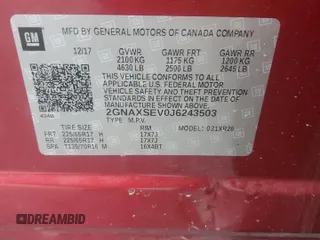 GM
MFD BY GENERAL MOTORS OF CANADA COMPANY
12/17 GVWR GAWR FRT GAWR RR
2100 KG 1175 KG 1200 KG
4630 LB 2590 LB 2645 LB
THIS VEHICLE CONFORMS TO ALL APPLICABLE U.S. FEDERAL MOTOR
VEHICLE SAFETY AND THEFT PREVENTION STANDARDS IN EFFECT
ON THE DATE OF MANUFACTURE SHOWN ABOVE.
2GNAXSEV0J6243503
TYPE: M.P.V. MODEL: 
TIRE SIZE RIM
FRT 225/65R17 H 17X7J
RR 225/65R17 H 17X7J
SPA T135/70R16 M 16X4BT
DIAMOND BID